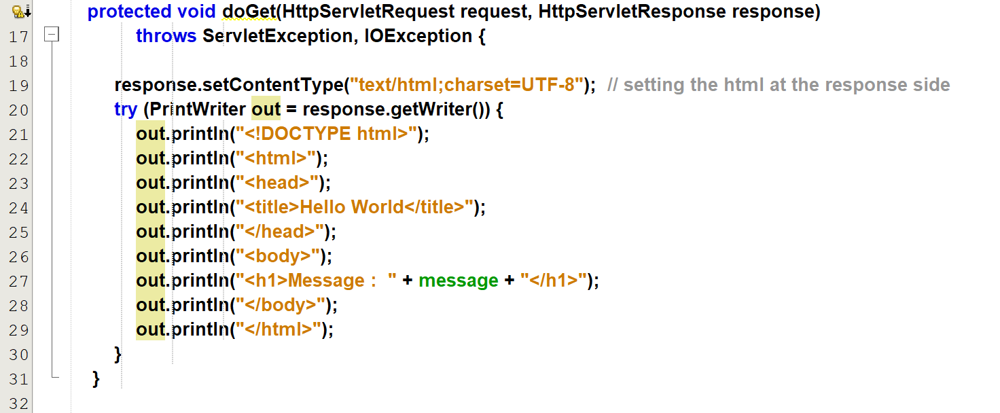 protected void doGet(HttpServletRequest request, HttpServletResponse response)
17 throws ServletException, IOException {
18
19 response.setContentType("text/html;charset=UTF-8");  // setting the html at the response side
20 try (PrintWriter out = response.getWriter()) {
21 out.println("<!DOCTYPE html>");
22 out.println("<html>");
23 out.println("<head>");
24 out.println("<title>Hello World</title>");
25 out.println("</head>");
26 out.println("<body>");
27 out.println("<h1>Message :  " + message + "</h1>");
28 out.println("</body>");
29 out.println("</html>");
30 }
31 }
32